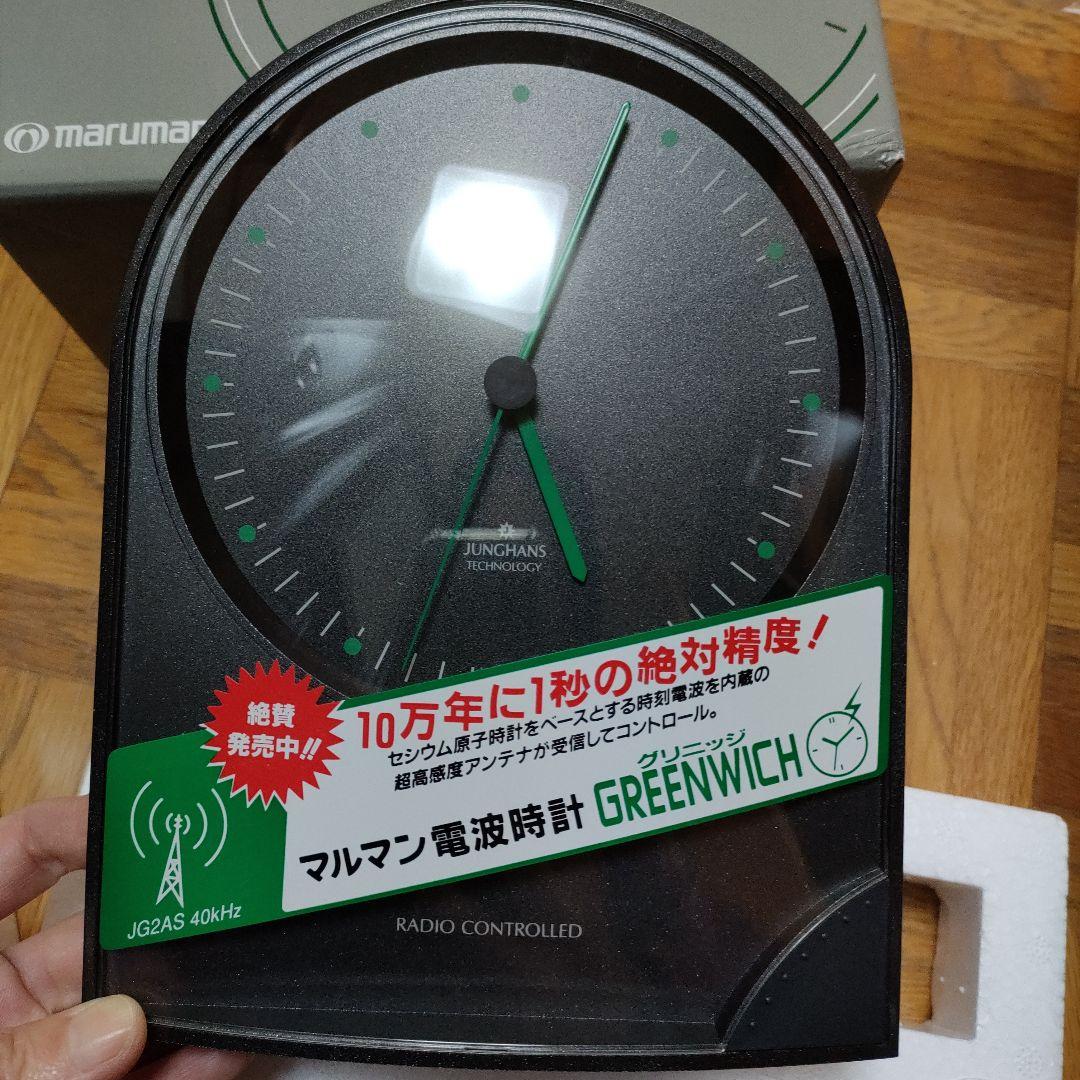 maruman
JUNGHANS
TECHNOLOGY
絶賛
発売中!!
10万年に1秒の絶対精度!
セシウム原子時計をベースとする時刻電波を内蔵の
超高感度アンテナが受信してコントロール。
グリニッジ
マルマン電波時計 GREENWICH
JG2AS 40kHz
RADIO CONTROLLED